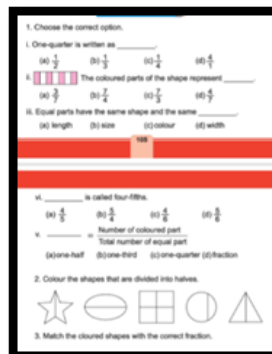 1. Choose the correct option.
i. One-quarter is written as ________.
(a) 1/2 (b) 1/3 (c) 1/4 (d) 4/1
ii. The coloured parts of the shape represent ________.
(a) 3/7 (b) 7/4 (c) 7/3 (d) 4/7
iii. Equal parts have the same shape and the same ________.
(a) length (b) size (c) colour (d) width
105
vi. ________ is called four-fifths.
(a) 4/5 (b) 5/4 (c) 4/6 (d) 5/6
v. ________ = Number of coloured part / Total number of equal part
(a) one-half (b) one-third (c) one-quarter (d) fraction
2. Colour the shapes that are divided into halves.
3. Match the cloured shapes with the correct fraction.